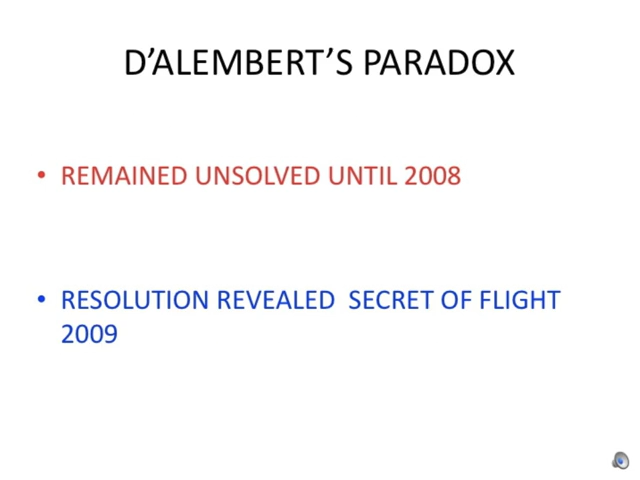 D’ALEMBERT’S PARADOX
• REMAINED UNSOLVED UNTIL 2008
• RESOLUTION REVEALED  SECRET OF FLIGHT
2009